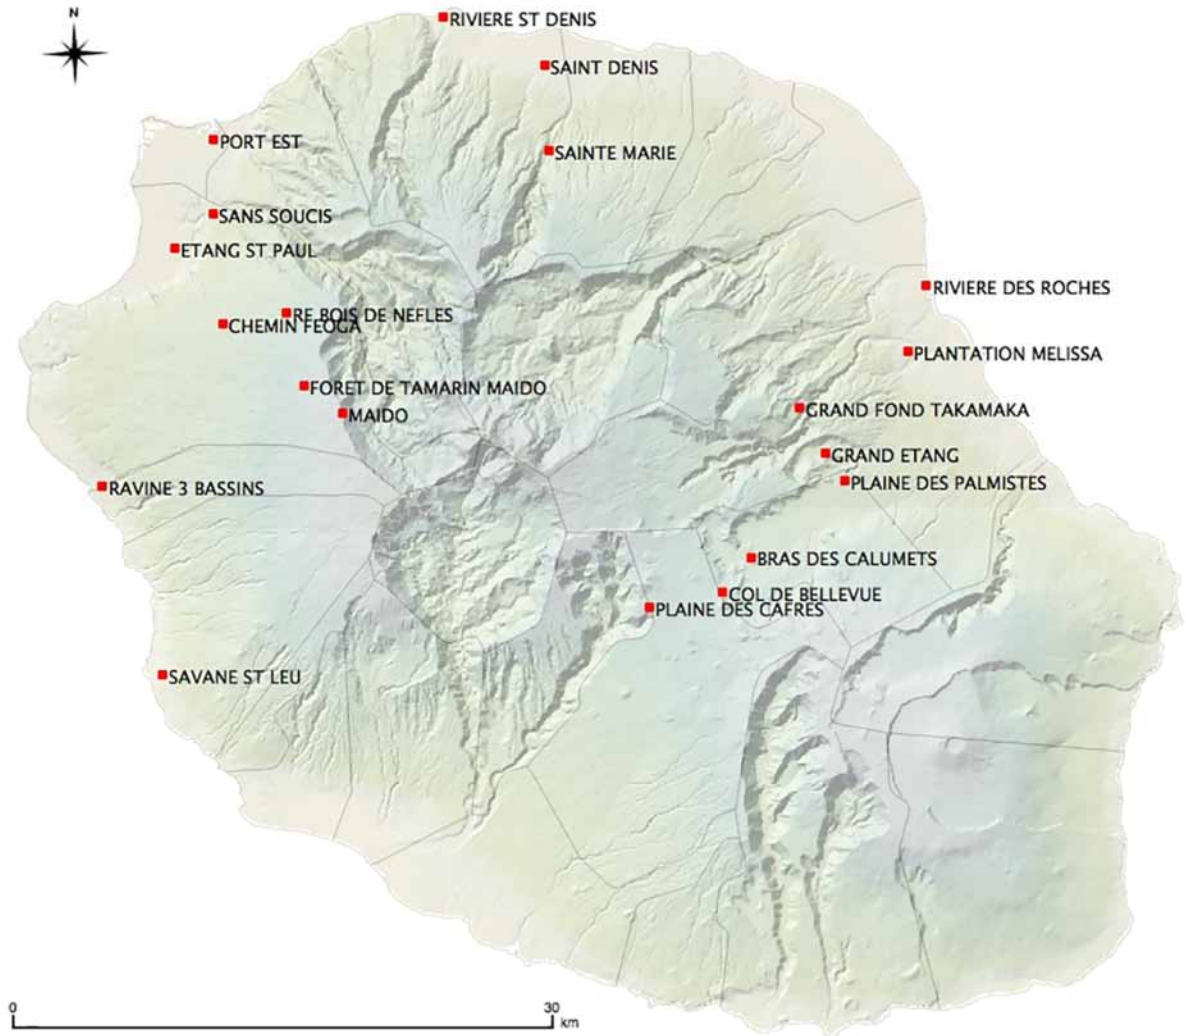 N
RIVIERE ST DENIS
SAINT DENIS
PORT EST
SAINTE MARIE
SANS SOUCIS
ETANG ST PAUL
RIVIERE DES ROCHES
RE BOIS DE NEFLES
CHEMIN FEOGA
PLANTATION MELISSA
FORET DE TAMARIN MAIDO
MAIDO
GRAND FOND TAKAMAKA
GRAND ETANG
PLAINE DES PALMISTES
RAVINE 3 BASSINS
BRAS DES CALUMETS
COL DE BELLEVUE
PLAINE DES CAFRES
SAVANE ST LEU
0 30
km